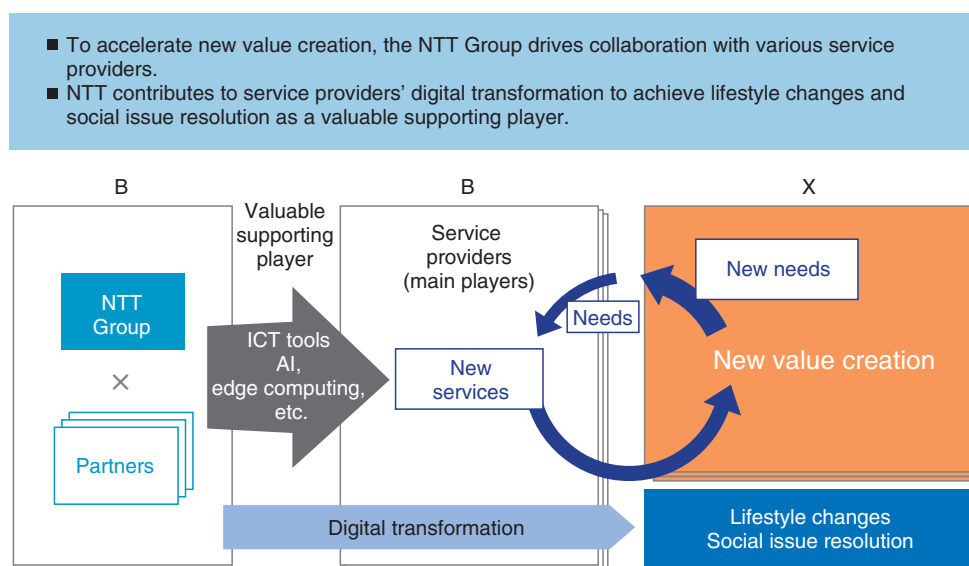 ■ To accelerate new value creation, the NTT Group drives collaboration with various service
providers.
■ NTT contributes to service providers' digital transformation to achieve lifestyle changes and
social issue resolution as a valuable supporting player.
B
B
X
Valuable
supporting
player
Service
providers
(main players)
New needs
NTT
Group
Needs
ICT tools
AI,
edge computing,
etc.
New value creation
×
New
services
Partners
Digital transformation
Lifestyle changes
Social issue resolution